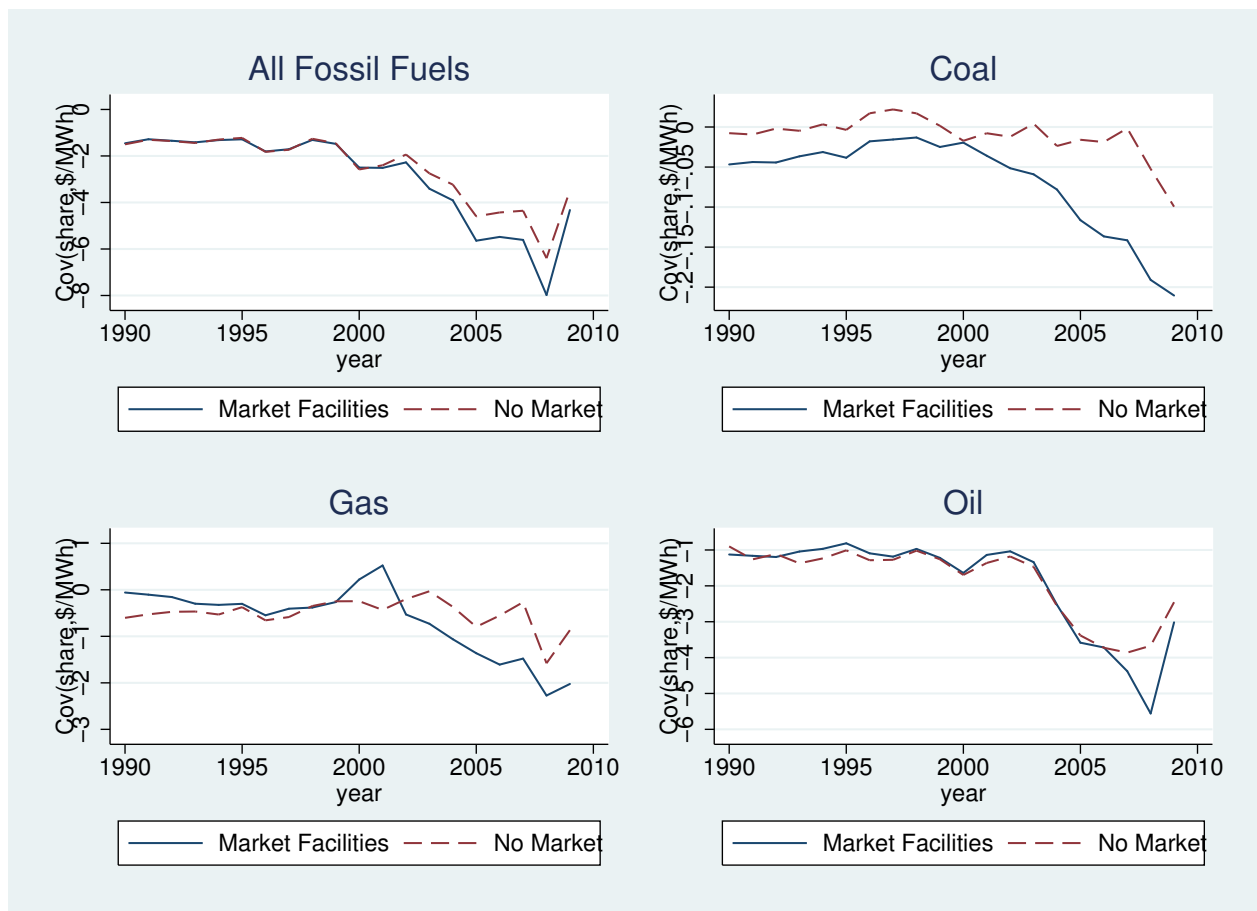 All Fossil Fuels
Cov(share,$/MWh)
0
−2
−4
−6
−8
1990 1995 2000 2005 2010
year
Market Facilities No Market
Coal
Cov(share,$/MWh)
0
−.05
−.1
−.15
−.2
1990 1995 2000 2005 2010
year
Market Facilities No Market
Gas
Cov(share,$/MWh)
1
0
−1
−2
−3
1990 1995 2000 2005 2010
year
Market Facilities No Market
Oil
Cov(share,$/MWh)
−1
−2
−3
−4
−5
−6
1990 1995 2000 2005 2010
year
Market Facilities No Market